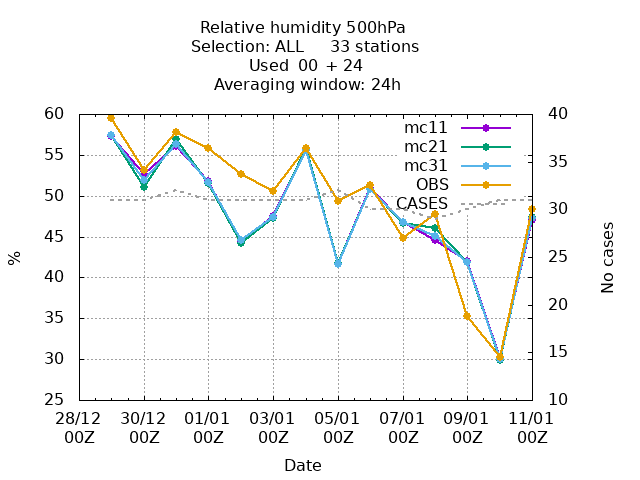 Relative humidity 500hPa
Selection: ALL 33 stations
Used 00 + 24
Averaging window: 24h
60
55
50
45
40
35
30
25
%
40
35
30
25
20
15
10
No cases
mc11
mc21
mc31
OBS
CASES
28/12 30/12 01/01 03/01 05/01 07/01 09/01 11/01
00Z 00Z 00Z 00Z 00Z 00Z 00Z 00Z
Date